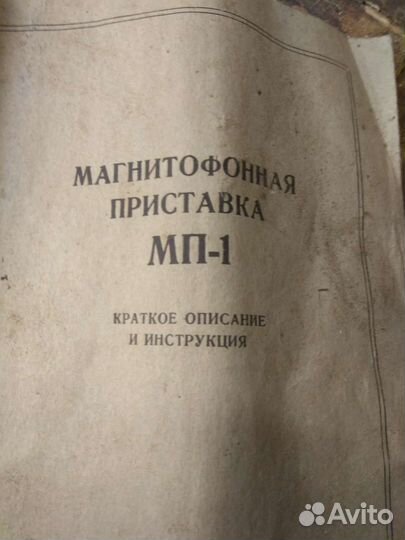 МАГНИТОФОННАЯ
ПРИСТАВКА
МП-1
КРАТКОЕ ОПИСАНИЕ
И ИНСТРУКЦИЯ
Avito